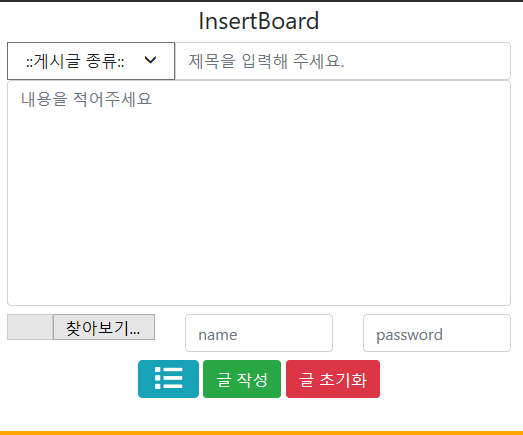 InsertBoard
::게시글 종류:: 제목을 입력해 주세요.
내용을 적어주세요
찾아보기... name password
글 작성 글 초기화